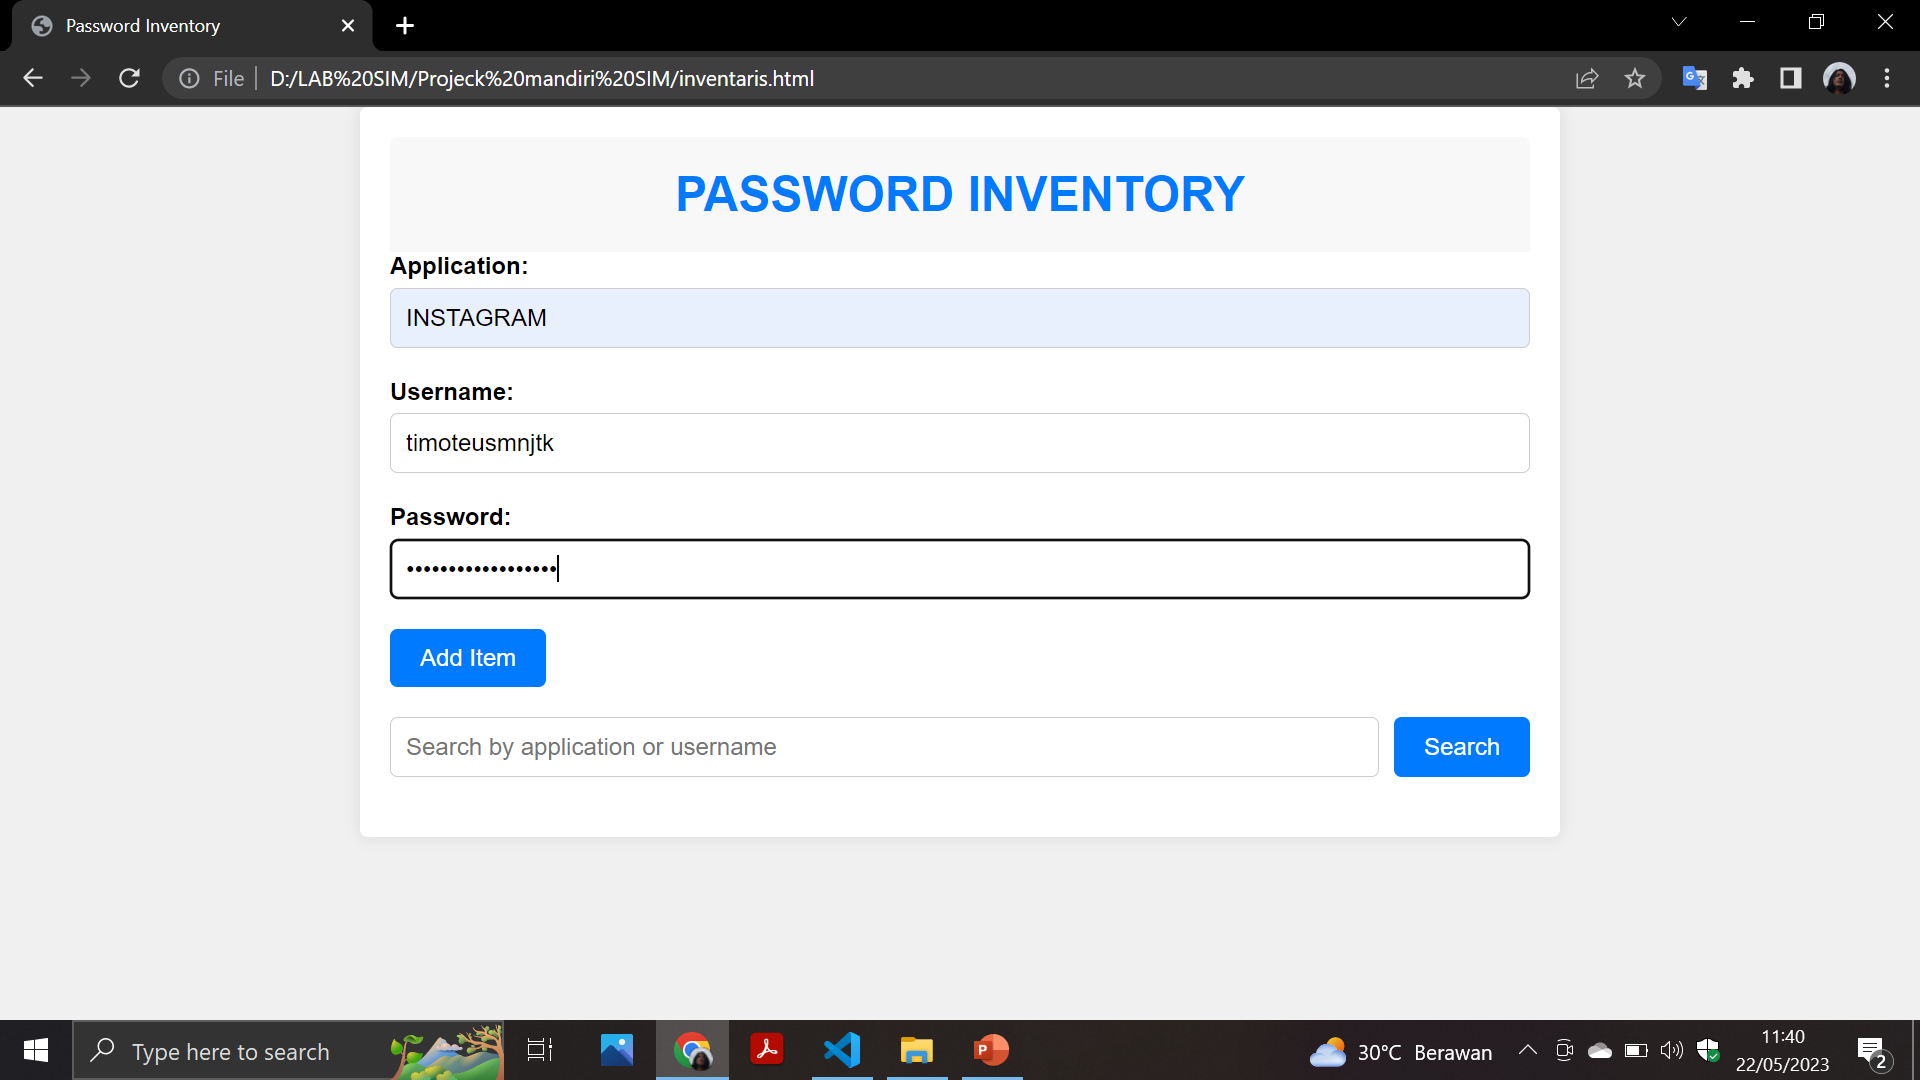 Password Inventory
File
D:/LAB%20SIM/Projeck%20mandiri%20SIM/inventaris.html
PASSWORD INVENTORY
Application:
INSTAGRAM
Username:
timoteusmnjtk
Password:
••••••••••••••••••
Add Item
Search by application or username
Search
Type here to search
30°C Berawan
11:40
22/05/2023
2